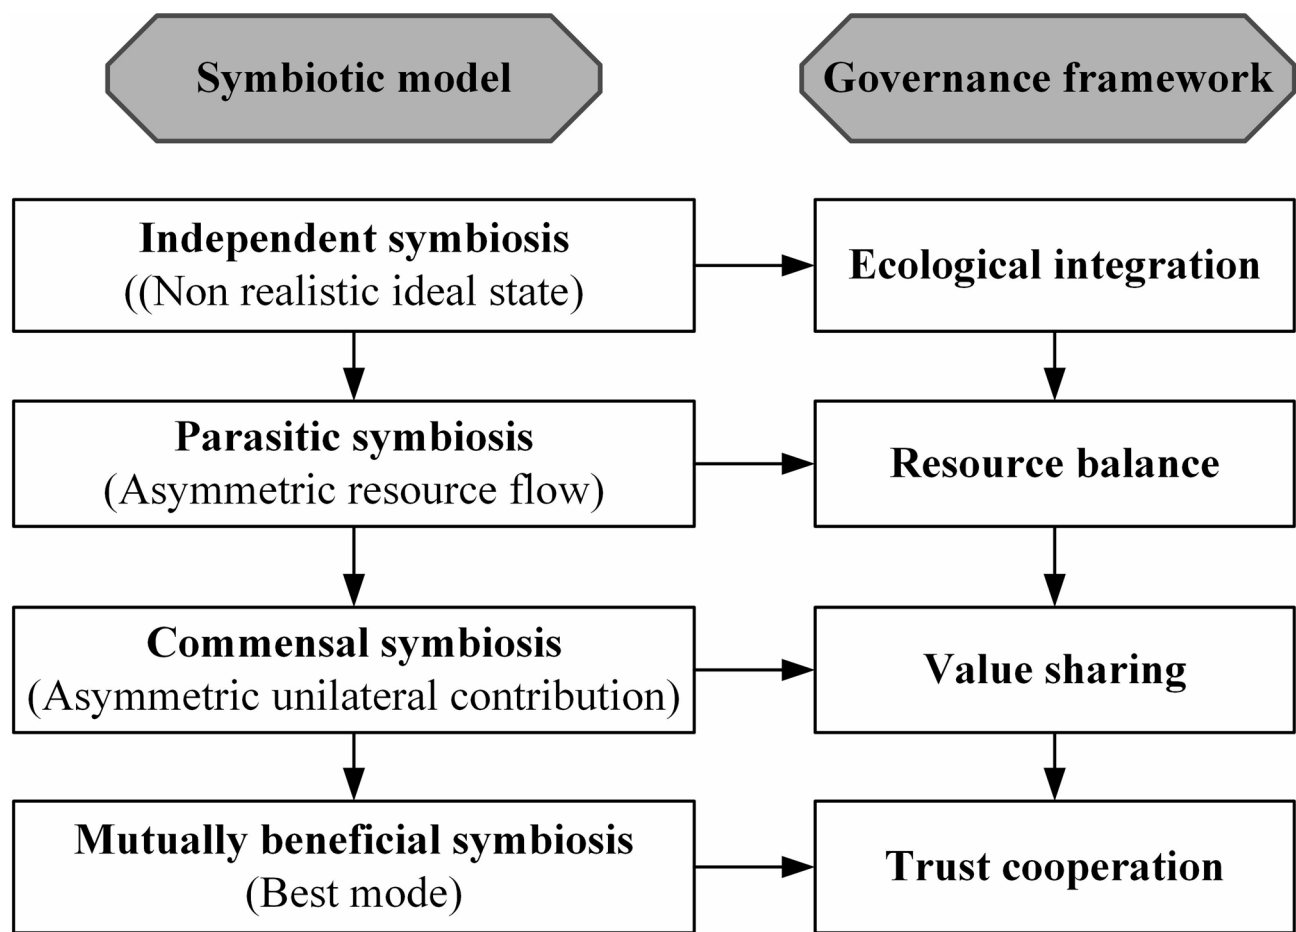 Symbiotic model
Governance framework
Independent symbiosis
((Non realistic ideal state)
Ecological integration
Parasitic symbiosis
(Asymmetric resource flow)
Resource balance
Commensal symbiosis
(Asymmetric unilateral contribution)
Value sharing
Mutually beneficial symbiosis
(Best mode)
Trust cooperation